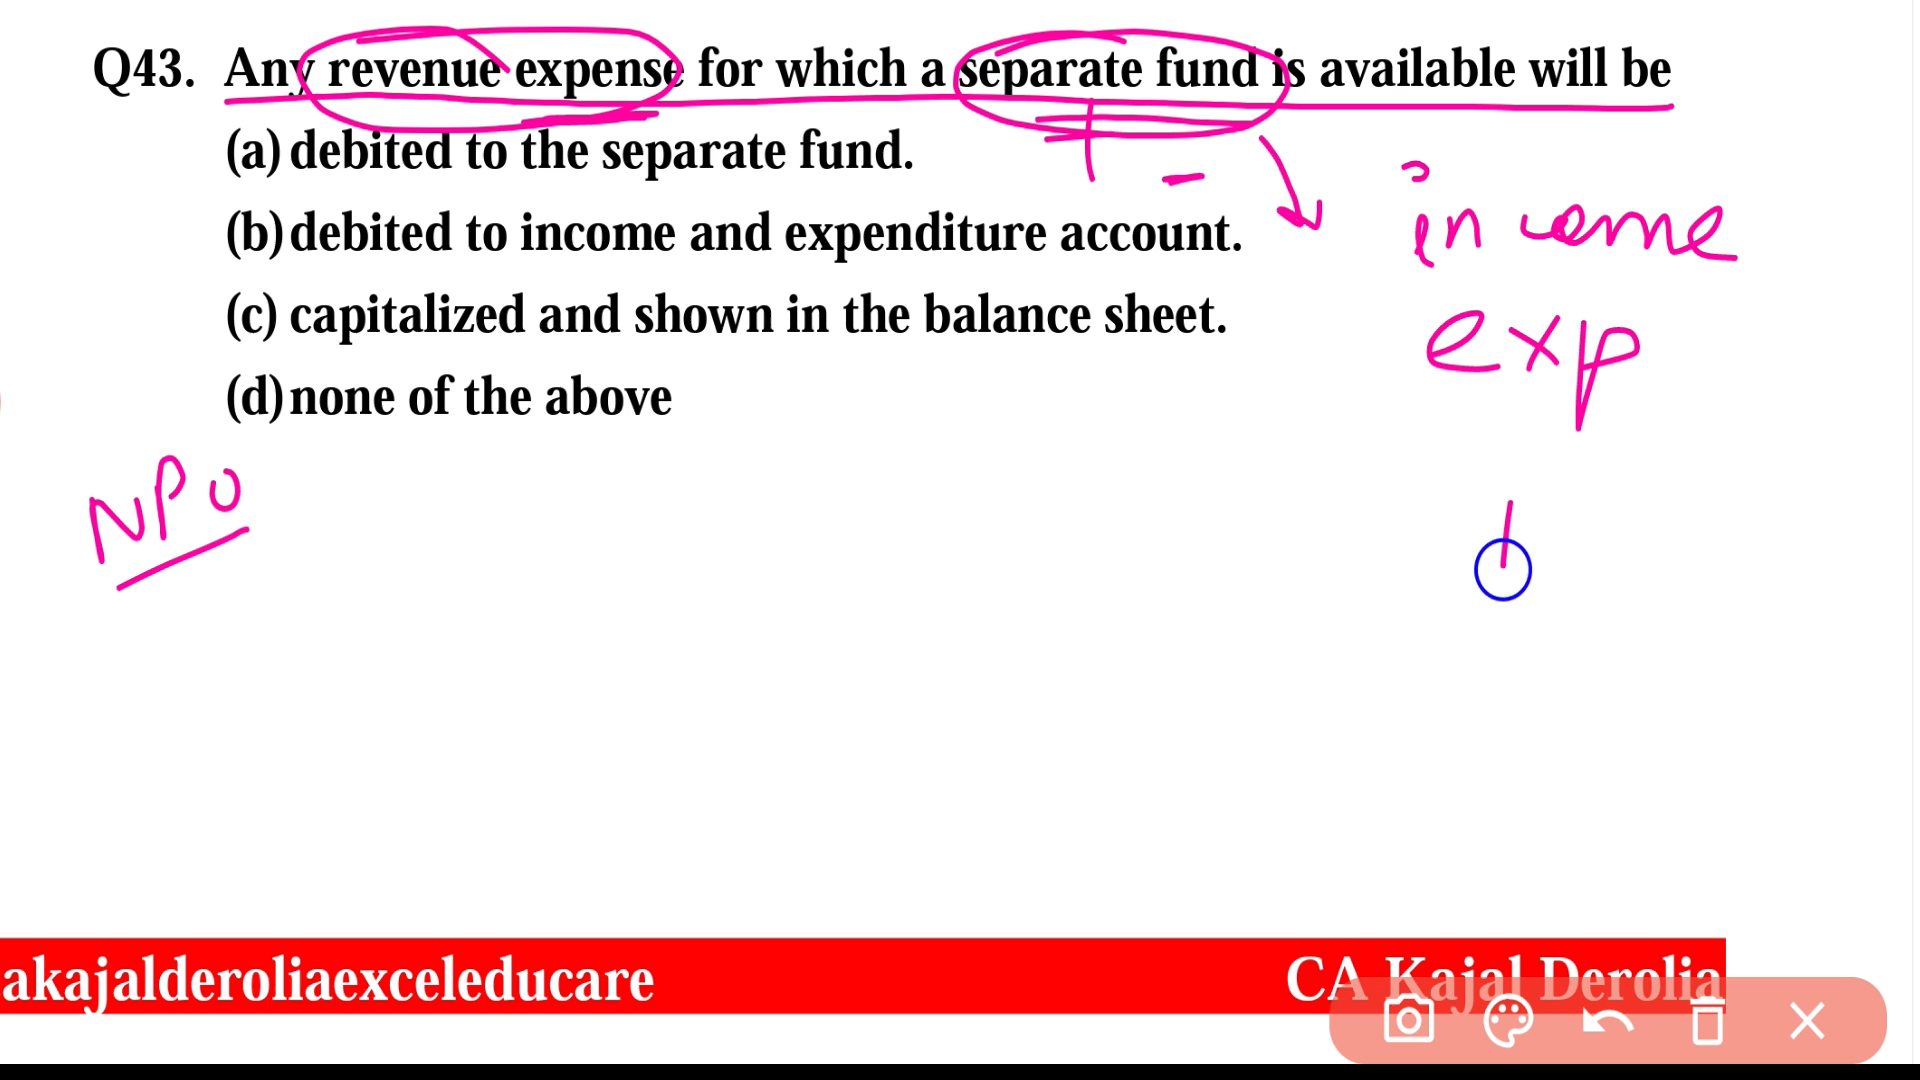 Q43. Any revenue expense for which a separate fund is available will be
(a) debited to the separate fund.
(b) debited to income and expenditure account.
(c) capitalized and shown in the balance sheet.
(d) none of the above
income
exp
NPO
akajalderoliaexceleducare
CA Kajal Derolia